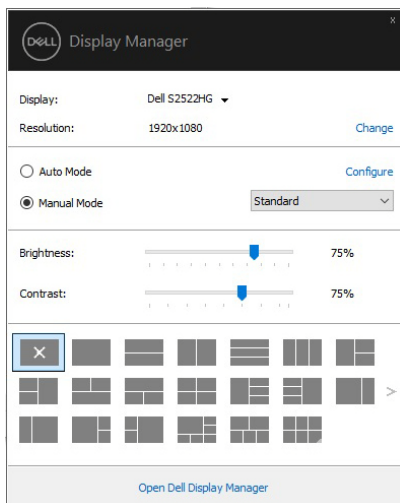 x
DELL Display Manager
Display: Dell S2522HG
Resolution: 1920x1080 Change
Auto Mode Configure
Manual Mode Standard
Brightness: 75%
Contrast: 75%
Open Dell Display Manager